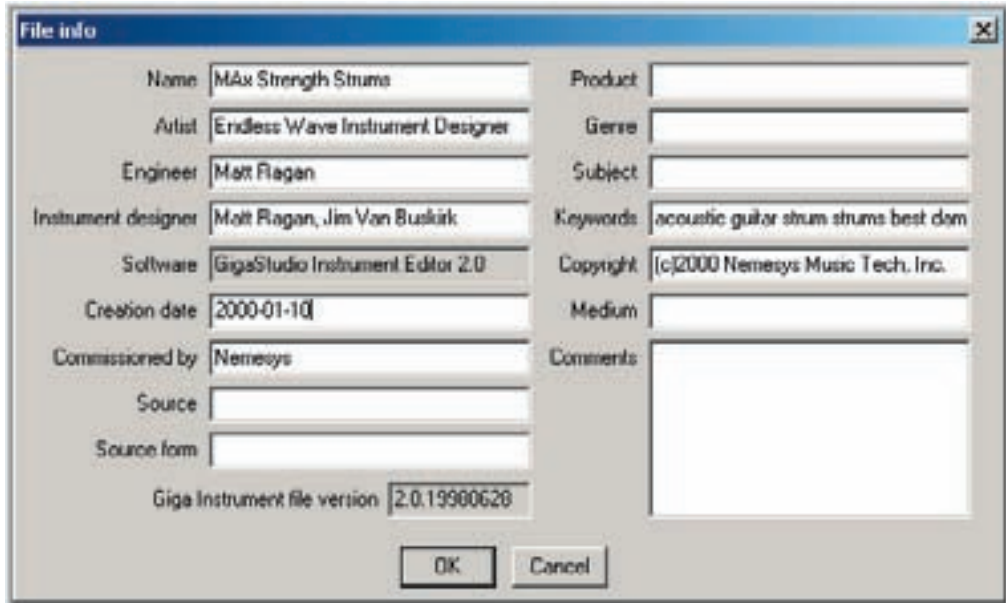 File info
Name MAx Strength Strums
Artist Endless Wave Instrument Designer
Engineer Matt Ragan
Instrument designer Matt Ragan, Jim Van Buskirk
Software GigaStudio Instrument Editor 2.0
Creation date 2000-01-10
Commissioned by Nemesys
Source
Source form
Giga Instrument file version 2.0.19980628
Product
Genre
Subject
Keywords acoustic guitar strum strums best dam
Copyright (c)2000 Nemesys Music Tech, Inc.
Medium
Comments
OK
Cancel